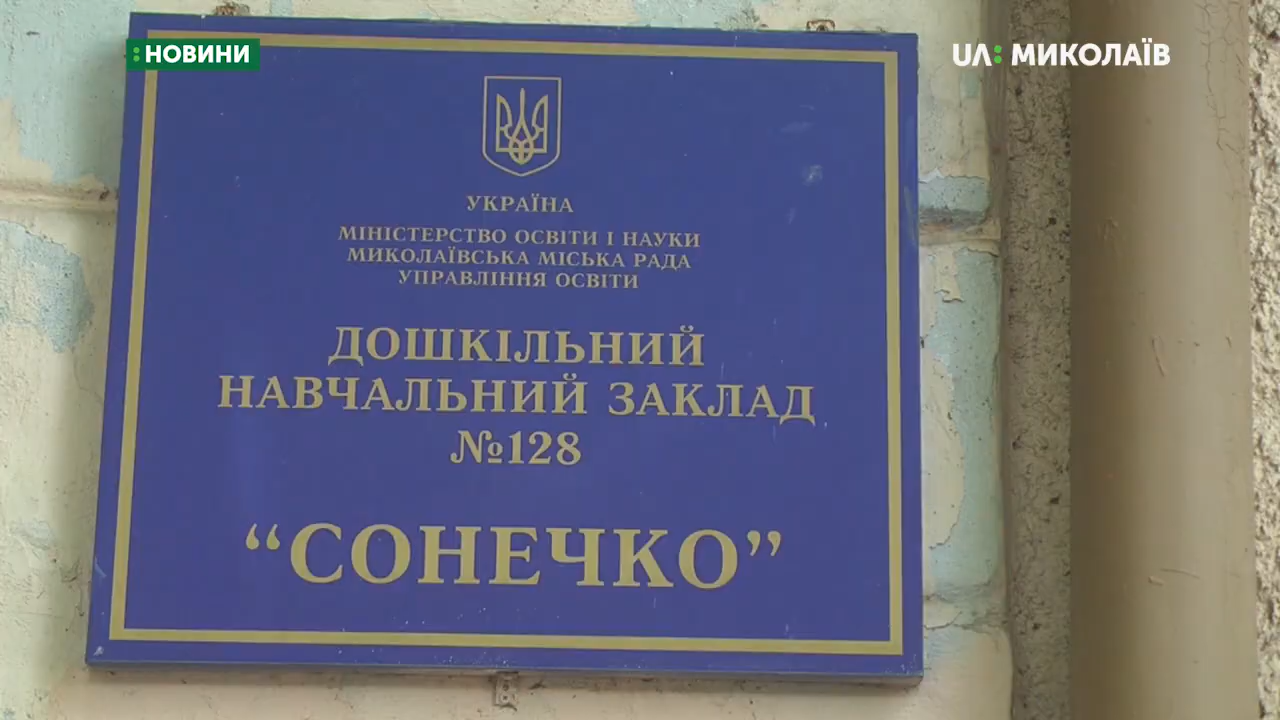 :НОВИНИ
UA: МИКОЛАЇВ
УКРАЇНА
МІНІСТЕРСТВО ОСВІТИ І НАУКИ
МИКОЛАЇВСЬКА МІСЬКА РАДА
УПРАВЛІННЯ ОСВІТИ
ДОШКІЛЬНИЙ
НАВЧАЛЬНИЙ ЗАКЛАД
№128
“СОНЕЧКО”